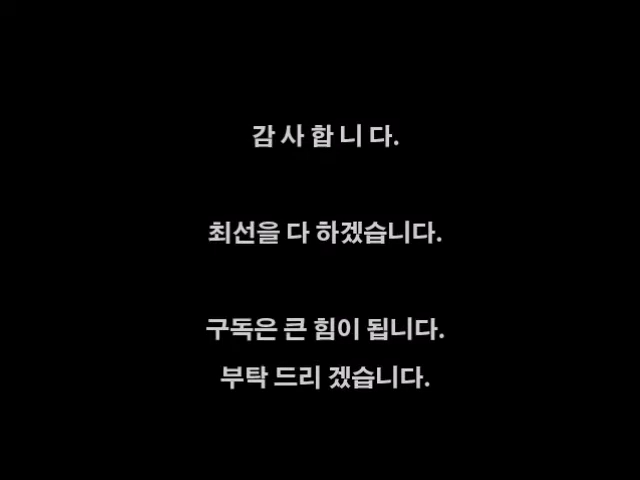 감 사 합 니 다.
최선을 다 하겠습니다.
구독은 큰 힘이 됩니다.
부탁 드리 겠습니다.